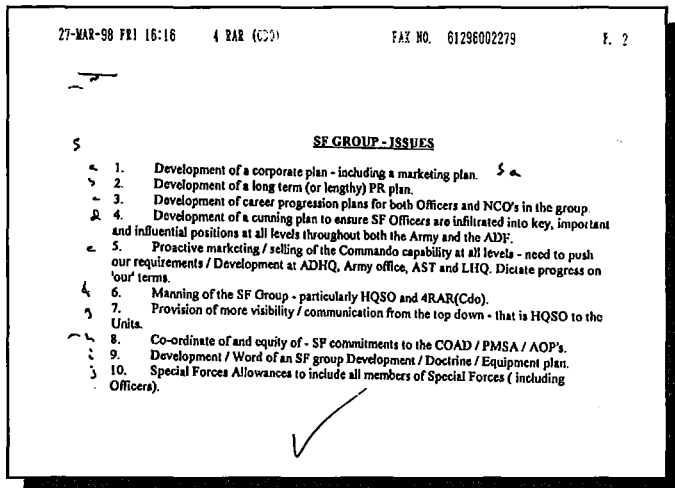 27-MAR-98 FRI 16:16 4 RAR (CDO) FAX NO. 61296002279 P. 2
5 SF GROUP - ISSUES
a 1. Development of a corporate plan - including a marketing plan. 5a
b 2. Development of a long term (or lengthy) PR plan.
c 3. Development of career progression plans for both Officers and NCO's in the group.
d 4. Development of a cunning plan to ensure SF Officers are infiltrated into key, important
and influential positions at all levels throughout both the Army and the ADF.
e 5. Proactive marketing / selling of the Commando capability at all levels - need to push
our requirements / Development at ADHQ, Army office, AST and LHQ. Dictate progress on
'our' terms.
f 6. Manning of the SF Group - particularly HQSO and 4RAR(Cdo).
g 7. Provision of more visibility / communication from the top down - that is HQSO to the
Units.
h 8. Co-ordinate of and equity of - SF commitments to the COAD / PMSA / AOP's.
i 9. Development / Word of an SF group Development / Doctrine / Equipment plan.
j 10. Special Forces Allowances to include all members of Special Forces ( including
Officers).